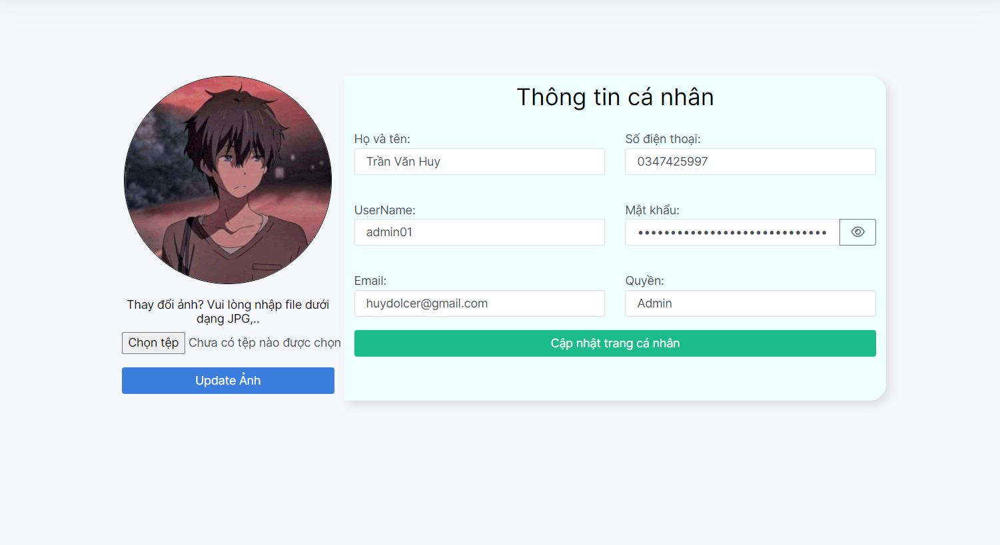 Thông tin cá nhân
Họ và tên:
Trần Văn Huy
Số điện thoại:
0347425997
UserName:
admin01
Mật khẩu:
•••••••••••••••••••••••••••••
Email:
huydolcer@gmail.com
Quyền:
Admin
Cập nhật trang cá nhân
Thay đổi ảnh? Vui lòng nhập file dưới
dạng JPG,..
Chọn tệp Chưa có tệp nào được chọn
Update Ảnh